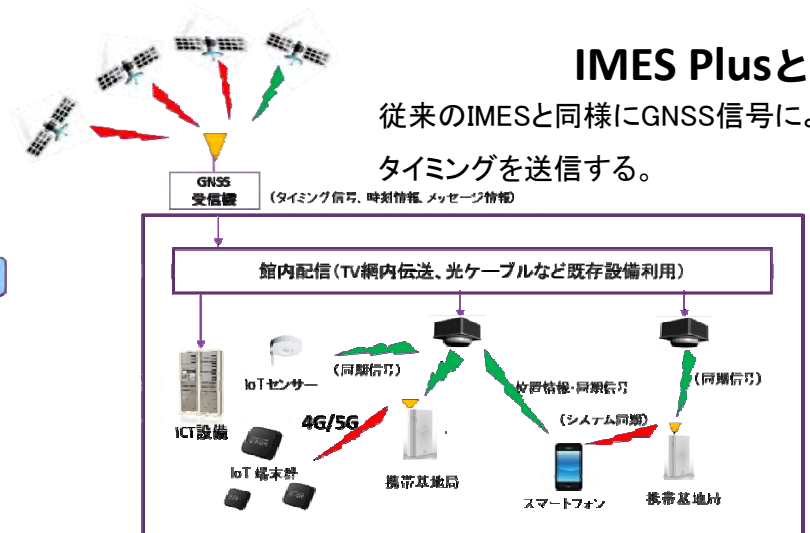 IMES Plusと
従来のIMESと同様にGNSS信号によ
タイミングを送信する。
GNSS
受信機
(タイミング信号、時刻情報、メッセージ情報)
館内配信(TV網内伝送、光ケーブルなど既存設備利用)
(同期信号)
IoTセンサー
位置情報・同期信号
(同期信号)
4G/5G
(システム同期)
ICT設備
IoT 端末群
携帯基地局
スマートフォン
携帯基地局